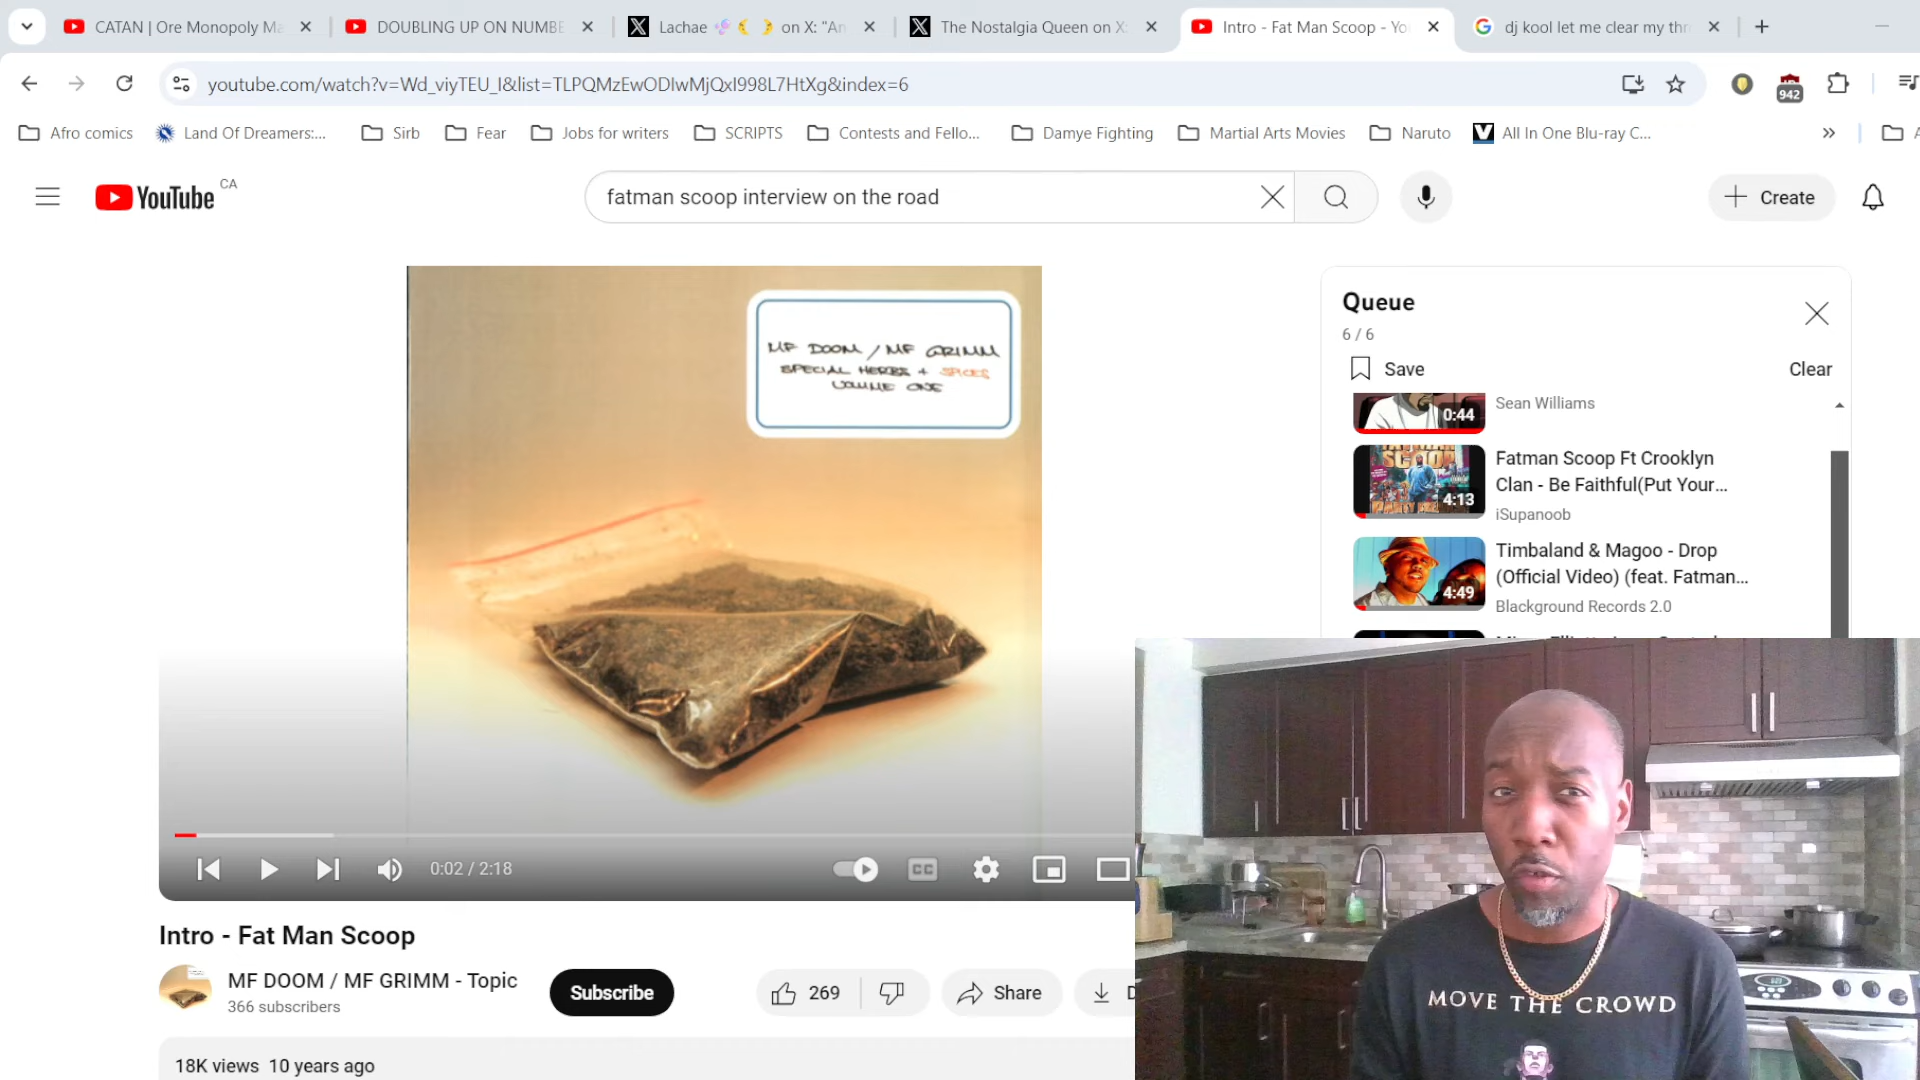 CATAN | Ore Monopoly Ma
DOUBLING UP ON NUMBE
Lachae on X: "An
The Nostalgia Queen on X:
Intro - Fat Man Scoop - Yo
dj kool let me clear my thr
youtube.com/watch?v=Wd_viyTEU_I&list=TLPQMzEwODIwMjQxI998L7HtXg&index=6
942
Afro comics
Land Of Dreamers:...
Sirb
Fear
Jobs for writers
SCRIPTS
Contests and Fello...
Damye Fighting
Martial Arts Movies
Naruto
All In One Blu-ray C...
YouTube CA
fatman scoop interview on the road
Create
MF DOOM / MF GRIMM
SPECIAL HERBS + SPICES
VOLUME ONE
Queue
6 / 6
Save
Clear
0:44
Sean Williams
SCOOP
4:13
Fatman Scoop Ft Crooklyn
Clan - Be Faithful(Put Your...
iSupanoob
4:49
Timbaland & Magoo - Drop
(Official Video) (feat. Fatman...
Blackground Records 2.0
0:02 / 2:18
CC
Intro - Fat Man Scoop
MF DOOM / MF GRIMM - Topic
366 subscribers
Subscribe
269
Share
D
18K views 10 years ago
MOVE THE CROWD